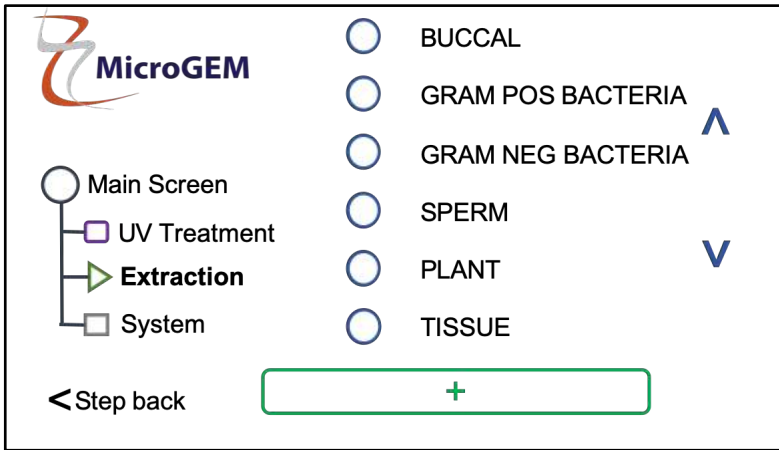 MicroGEM
Main Screen
UV Treatment
Extraction
System
< Step back
BUCCAL
GRAM POS BACTERIA
GRAM NEG BACTERIA
SPERM
PLANT
TISSUE
+